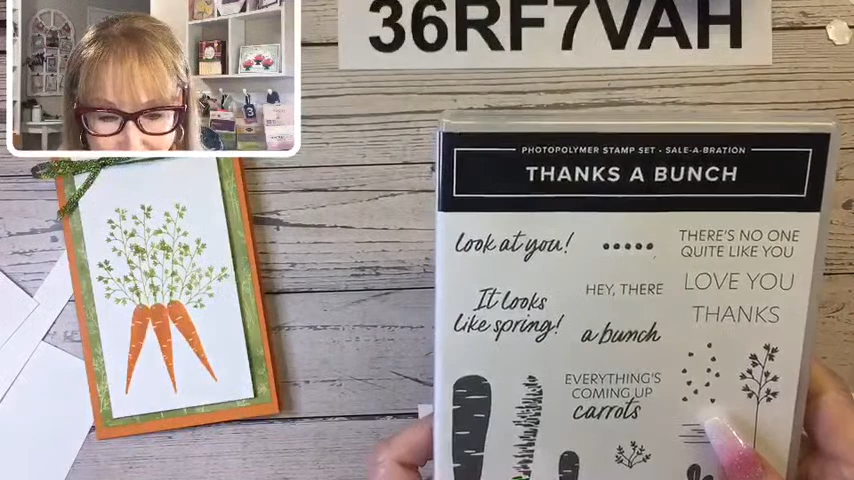 36RF7VAH
PHOTOPOLYMER STAMP SET · SALE-A-BRATION
THANKS A BUNCH
Look at you!
THERE'S NO ONE
QUITE LIKE YOU
HEY, THERE
LOVE YOU
It looks
like spring!
THANKS
a bunch
EVERYTHING'S
COMING UP
carrots